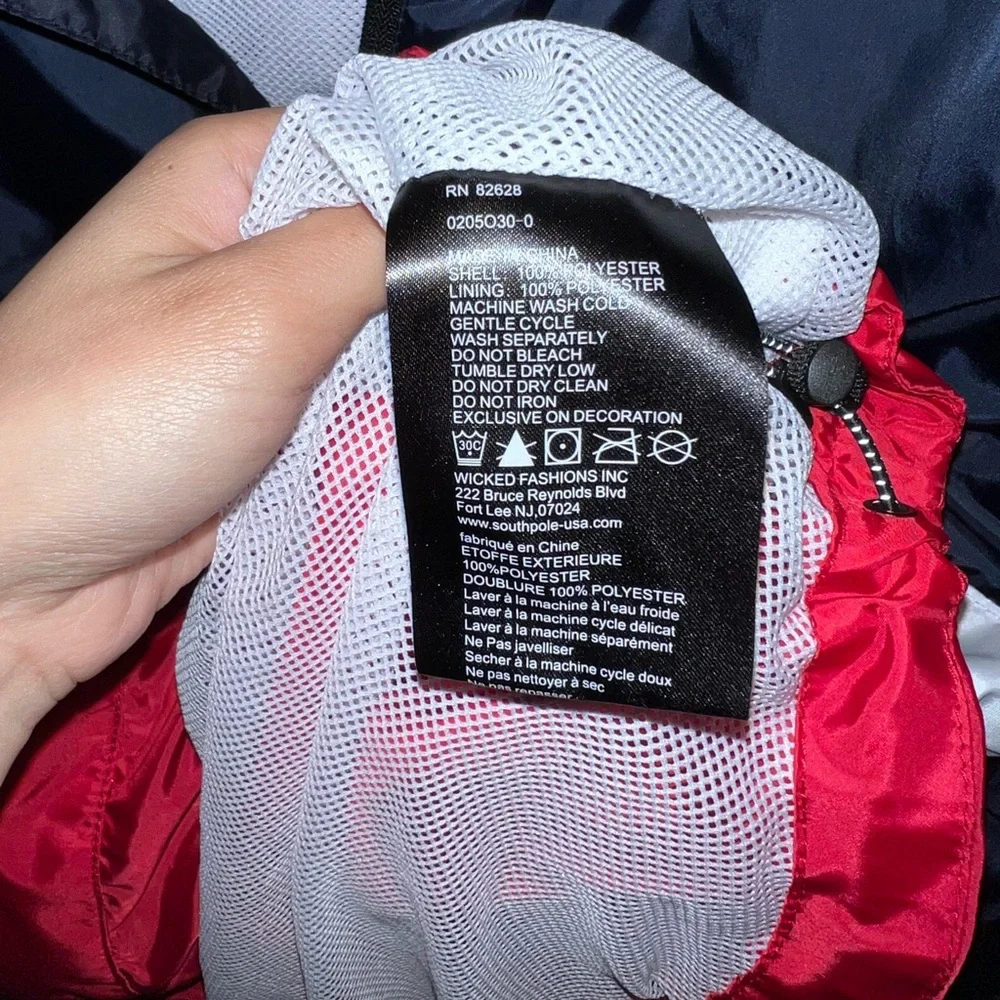 RN 82628
0205O30-0
MADE IN CHINA
SHELL: 100% POLYESTER
LINING: 100% POLYESTER
MACHINE WASH COLD
GENTLE CYCLE
WASH SEPARATELY
DO NOT BLEACH
TUMBLE DRY LOW
DO NOT DRY CLEAN
DO NOT IRON
EXCLUSIVE ON DECORATION
30C
WICKED FASHIONS INC
222 Bruce Reynolds Blvd
Fort Lee NJ,07024
www.southpole-usa.com
fabriqué en Chine
ETOFFE EXTERIEURE
100%POLYESTER
DOUBLURE 100% POLYESTER
Laver à la machine à l'eau froide
Laver à la machine cycle délicat
Laver à la machine séparément
Ne Pas javelliser
Secher à la machine cycle doux
Ne pas nettoyer à sec
Ne pas repasser